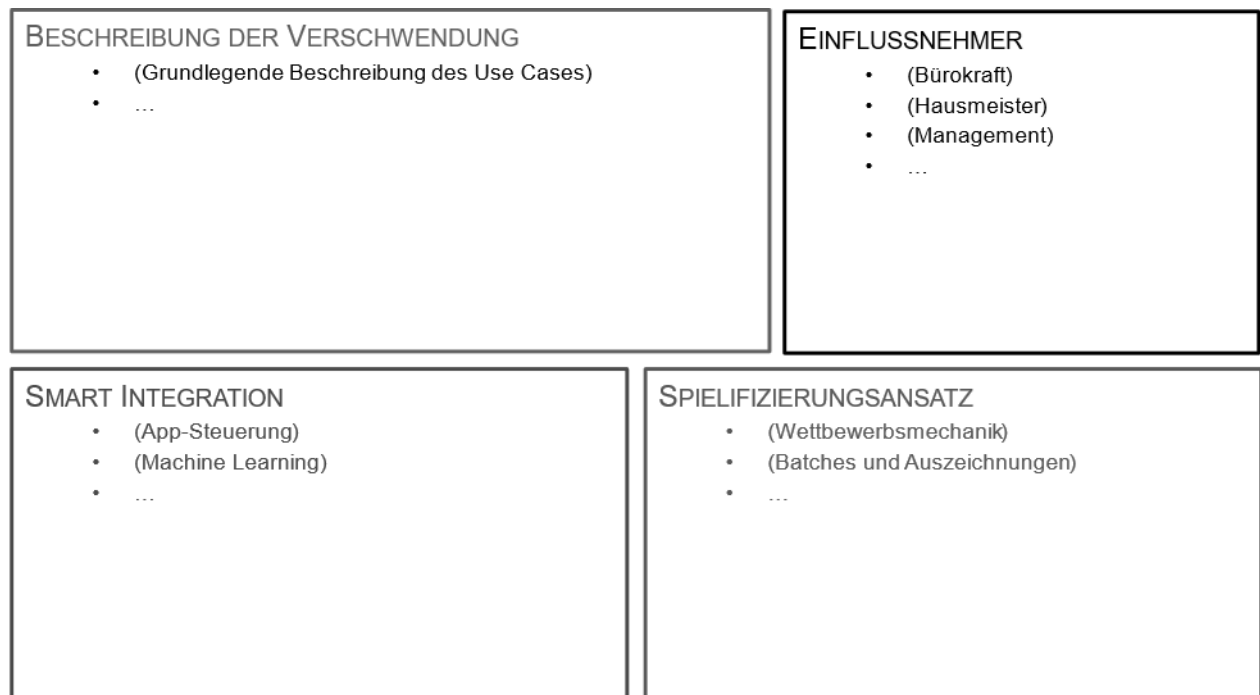 BESCHREIBUNG DER VERSCHWENDUNG
• (Grundlegende Beschreibung des Use Cases)
• …
EINFLUSSNEHMER
• (Bürokraft)
• (Hausmeister)
• (Management)
• …
SMART INTEGRATION
• (App-Steuerung)
• (Machine Learning)
• …
SPIELIFIZIERUNGSANSATZ
• (Wettbewerbsmechanik)
• (Batches und Auszeichnungen)
• …